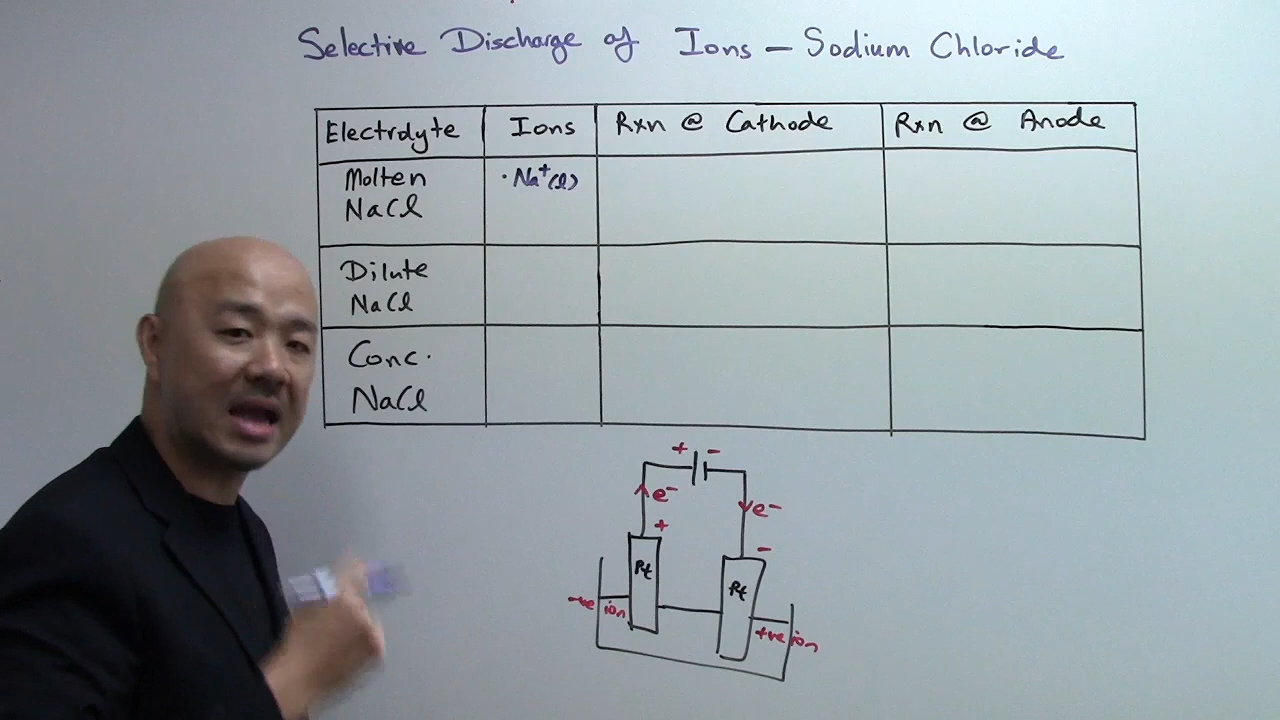 Selective Discharge of Ions – Sodium Chloride
Electrolyte Ions Rxn @ Cathode Rxn @ Anode
Molten
NaCl
· Na⁺(l)
Dilute
NaCl
Conc.
NaCl
+ -
e⁻ e⁻
+ -
Pt Pt
-ve ion +ve ion